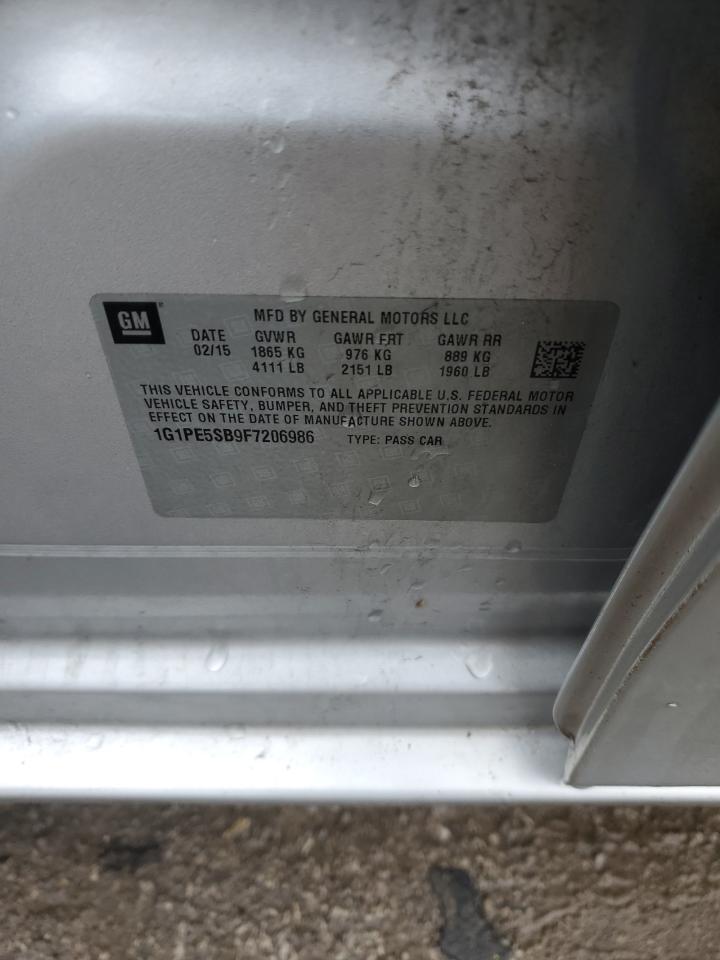 GM MFD BY GENERAL MOTORS LLC
DATE GVWR GAWR FRT GAWR RR
02/15 1865 KG 976 KG 889 KG
4111 LB 2151 LB 1960 LB
THIS VEHICLE CONFORMS TO ALL APPLICABLE U.S. FEDERAL MOTOR
VEHICLE SAFETY, BUMPER, AND THEFT PREVENTION STANDARDS IN
EFFECT ON THE DATE OF MANUFACTURE SHOWN ABOVE.
1G1PE5SB9F7206986 TYPE: PASS CAR